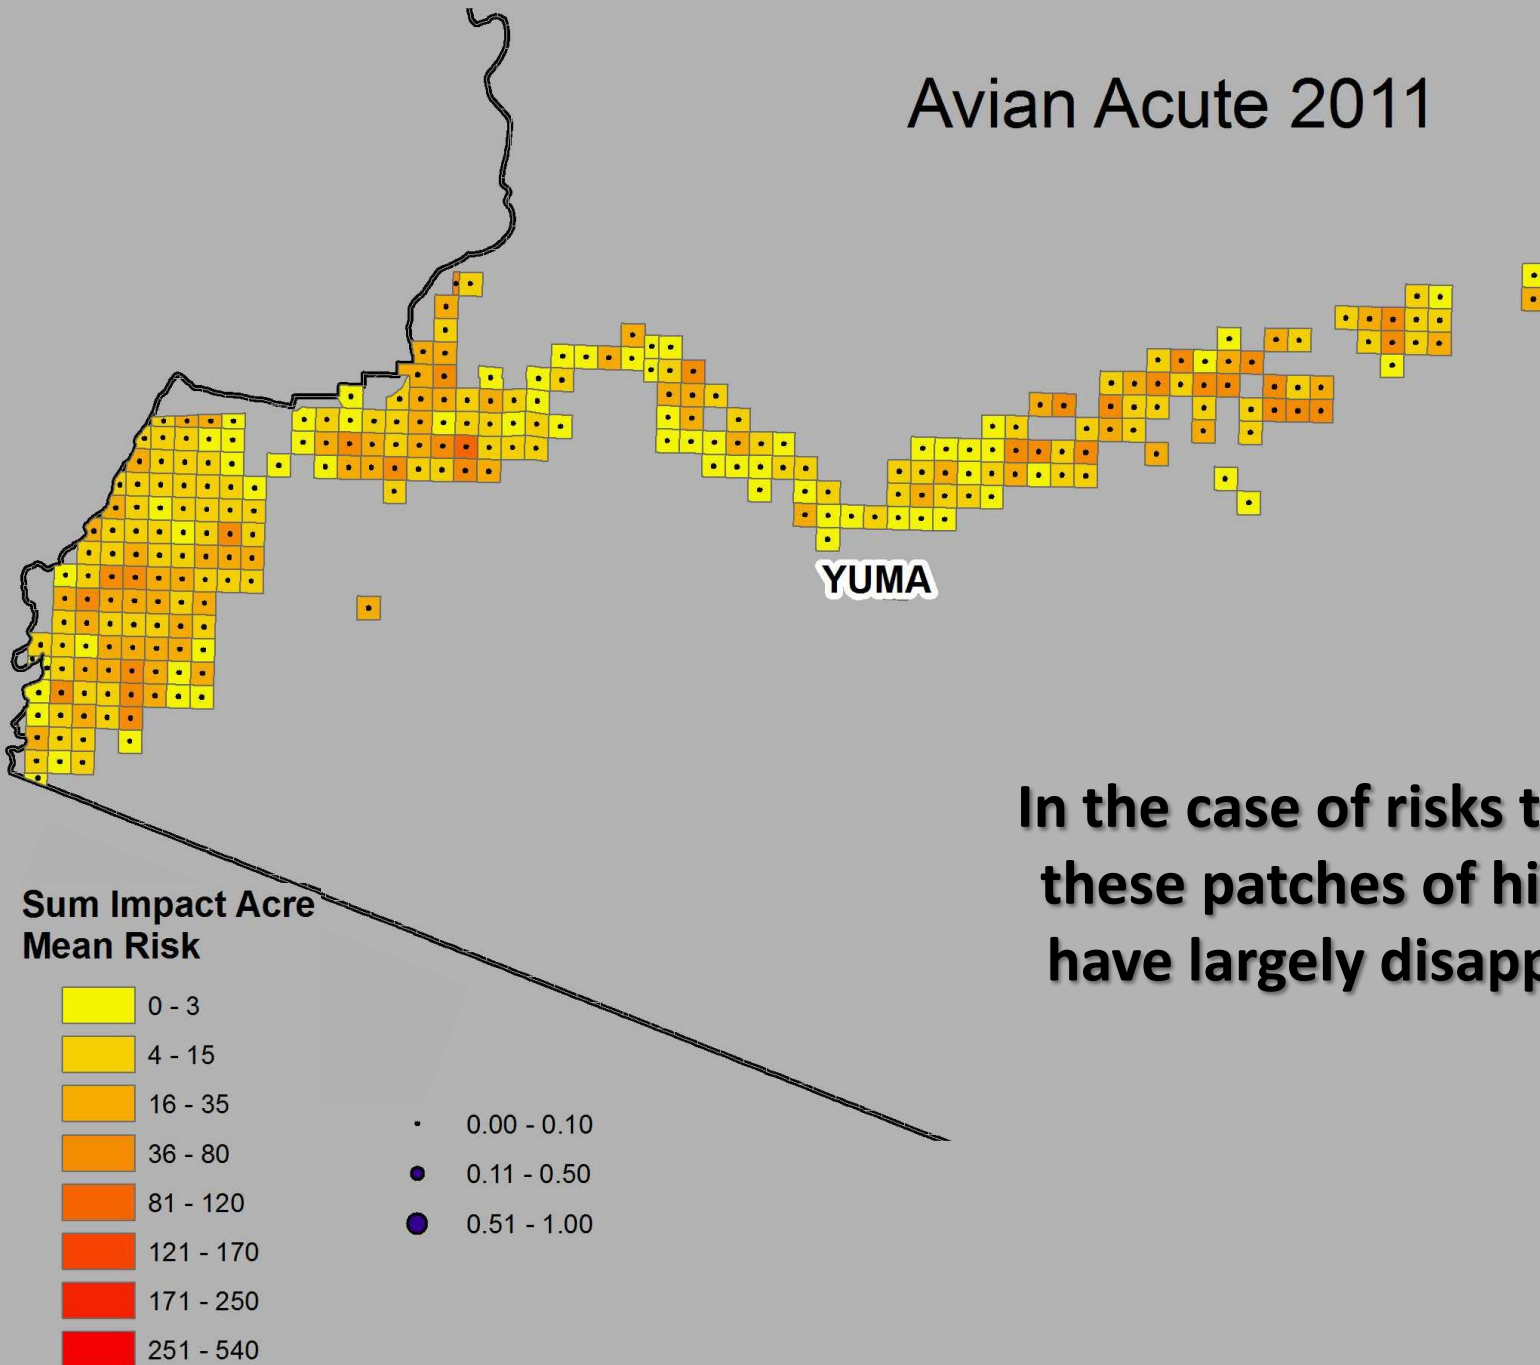 Avian Acute 2011
YUMA
In the case of risks t
these patches of hi
have largely disapp
Sum Impact Acre
Mean Risk
0 - 3
4 - 15
16 - 35
36 - 80
81 - 120
121 - 170
171 - 250
251 - 540
0.00 - 0.10
0.11 - 0.50
0.51 - 1.00